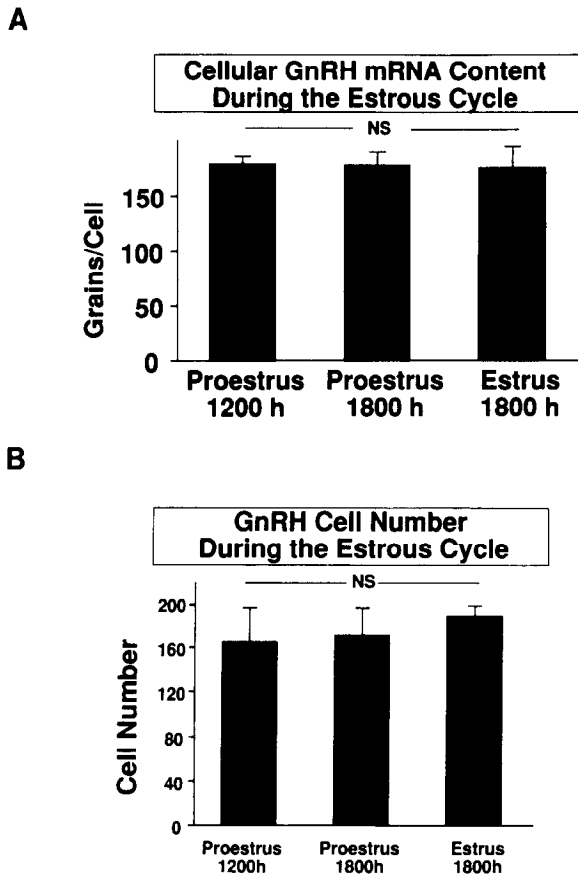 A
Cellular GnRH mRNA Content
During the Estrous Cycle
NS
150
100
50
0
Grains/Cell
Proestrus Proestrus Estrus
1200 h 1800 h 1800 h
B
GnRH Cell Number
During the Estrous Cycle
NS
200
160
120
80
40
0
Cell Number
Proestrus Proestrus Estrus
1200h 1800h 1800h